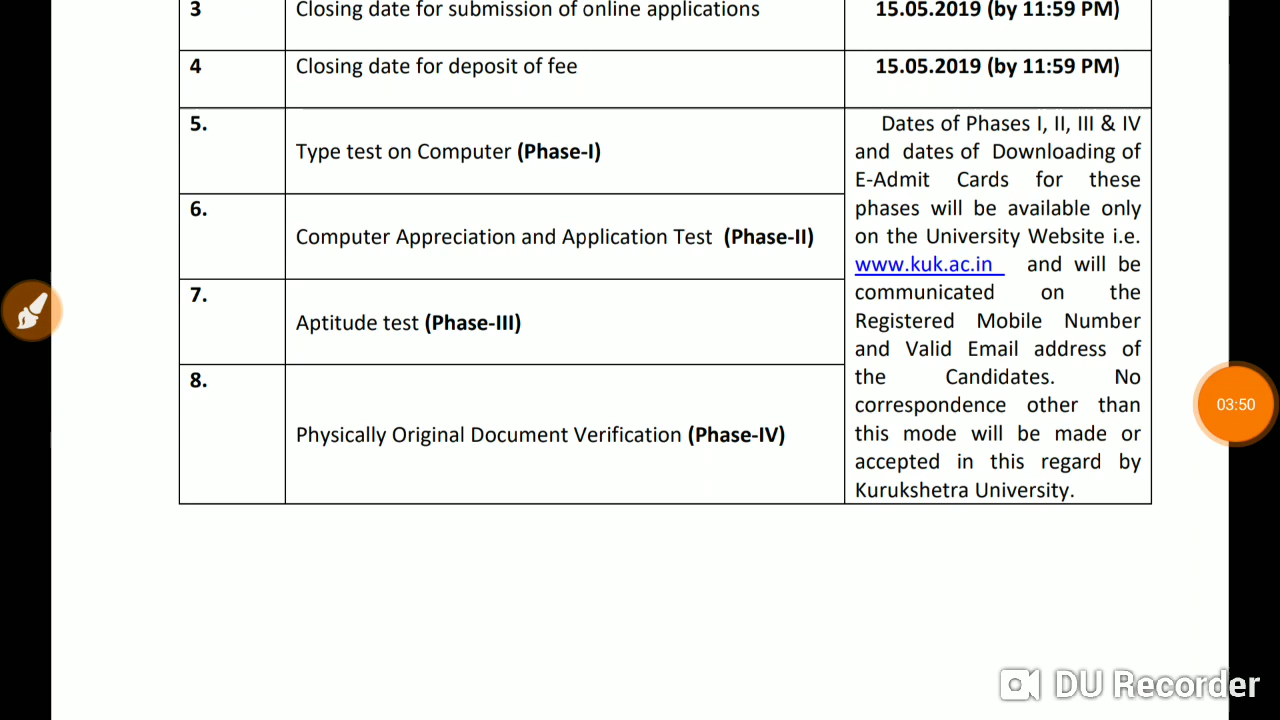 3 Closing date for submission of online applications 15.05.2019 (by 11:59 PM)
4 Closing date for deposit of fee 15.05.2019 (by 11:59 PM)
5.
Type test on Computer (Phase-I)
6.
Computer Appreciation and Application Test (Phase-II)
7.
Aptitude test (Phase-III)
8.
Physically Original Document Verification (Phase-IV)
Dates of Phases I, II, III & IV
and dates of Downloading of
E-Admit Cards for these
phases will be available only
on the University Website i.e.
www.kuk.ac.in and will be
communicated on the
Registered Mobile Number
and Valid Email address of
the Candidates. No
correspondence other than
this mode will be made or
accepted in this regard by
Kurukshetra University.
03:50
DU Recorder